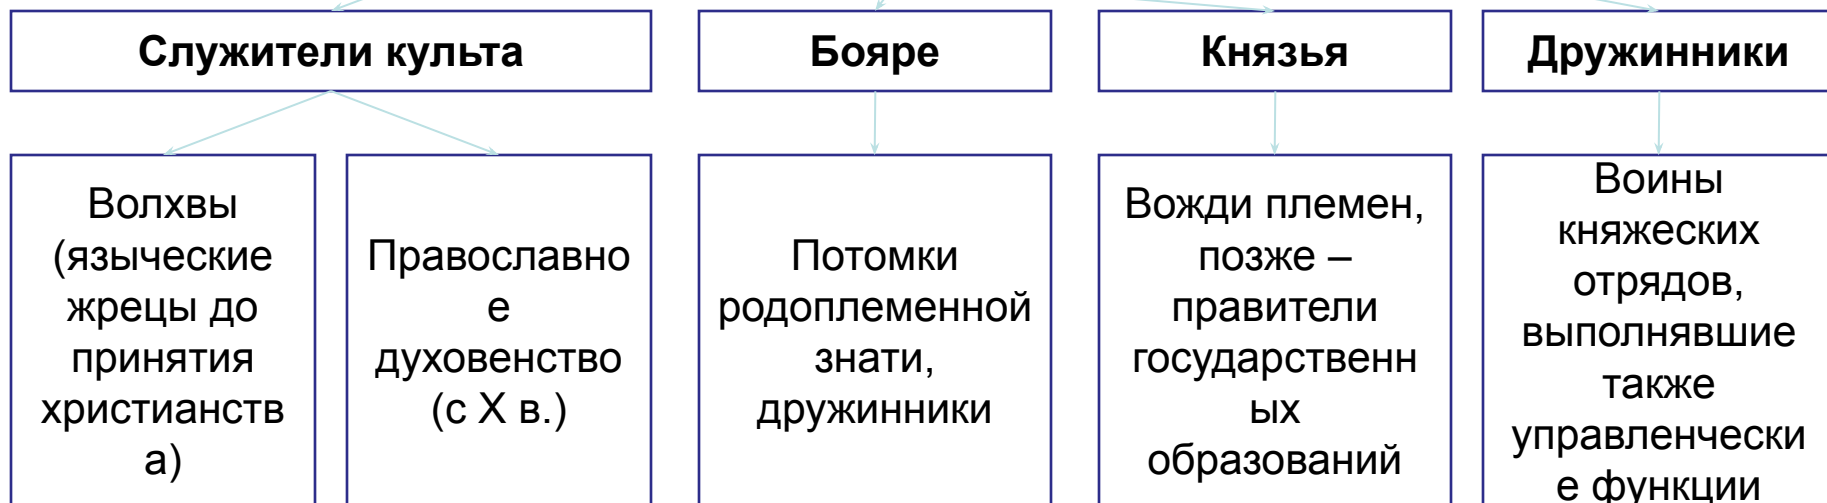 Служители культа
Бояре
Князья
Дружинники
Волхвы
(языческие
жрецы до
принятия
христианств
а)
Православно
е
духовенство
(с X в.)
Потомки
родоплеменной
знати,
дружинники
Вожди племен,
позже –
правители
государственн
ых
образований
Воины
княжеских
отрядов,
выполнявшие
также
управленчески
е функции